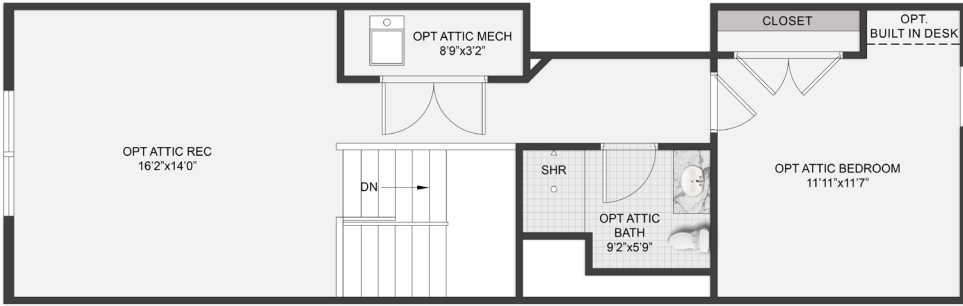 OPT ATTIC MECH
8'9"x3'2"
CLOSET
OPT.
BUILT IN DESK
OPT ATTIC REC
16'2"x14'0"
DN
SHR
OPT ATTIC
BATH
9'2"x5'9"
OPT ATTIC BEDROOM
11'11"x11'7"